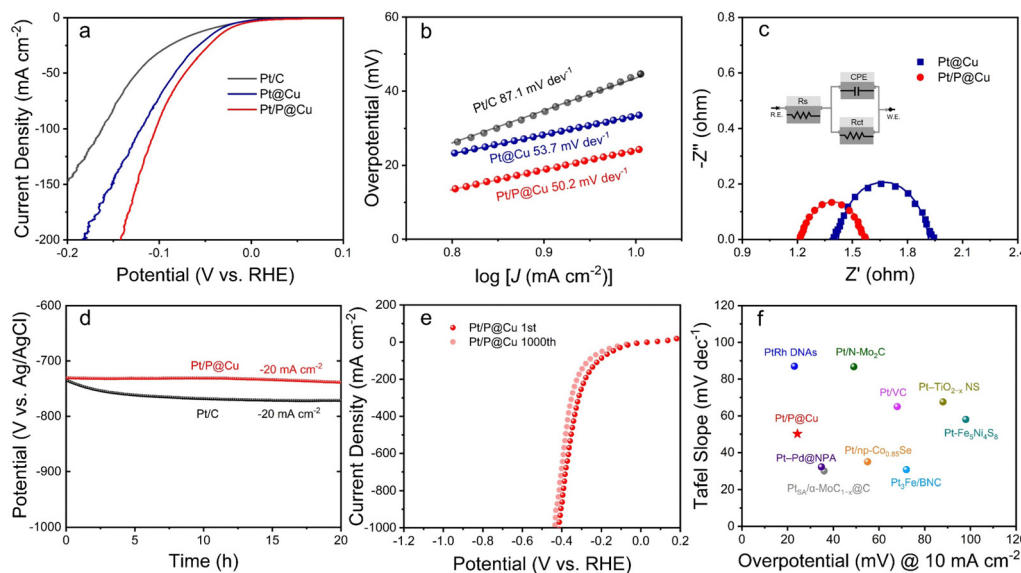 a
Current Density (mA cm⁻²)
0
-50
-100
-150
-200
Pt/C
Pt@Cu
Pt/P@Cu
-0.2
-0.1
0.0
0.1
Potential (V vs. RHE)
b
Overpotential (mV)
60
40
20
0
Pt/C 87.1 mV dev⁻¹
Pt@Cu 53.7 mV dev⁻¹
Pt/P@Cu 50.2 mV dev⁻¹
0.8
0.9
1.0
log [J (mA cm⁻²)]
c
-Z" (ohm)
0.8
0.6
0.4
0.2
0.0
Pt@Cu
Pt/P@Cu
CPE
Rs
R.E.
W.E.
Rct
1.2
1.5
1.8
2.1
2.4
Z' (ohm)
d
Potential (V vs. Ag/AgCl)
-600
-700
-800
-900
-1000
Pt/P@Cu
-20 mA cm⁻²
Pt/C
-20 mA cm⁻²
0
5
10
15
20
Time (h)
e
Current Density (mA cm⁻²)
200
0
-200
-400
-600
-800
-1000
Pt/P@Cu 1st
Pt/P@Cu 1000th
-1.2
-1.0
-0.8
-0.6
-0.4
-0.2
0.0
0.2
Potential (V vs. RHE)
f
Tafel Slope (mV dec⁻¹)
120
100
80
60
40
20
0
PtRh DNAs
Pt/N-Mo₂C
Pt/VC
Pt–TiO₂₋ₓ NS
Pt/P@Cu
Pt-Fe₅Ni₄S₈
Pt–Pd@NPA
Pt/np-Co₀.₈₅Se
Pt_SA/α-MoC₁₋ₓ@C
Pt₃Fe/BNC
0
20
40
60
80
100
120
Overpotential (mV) @ 10 mA cm⁻²